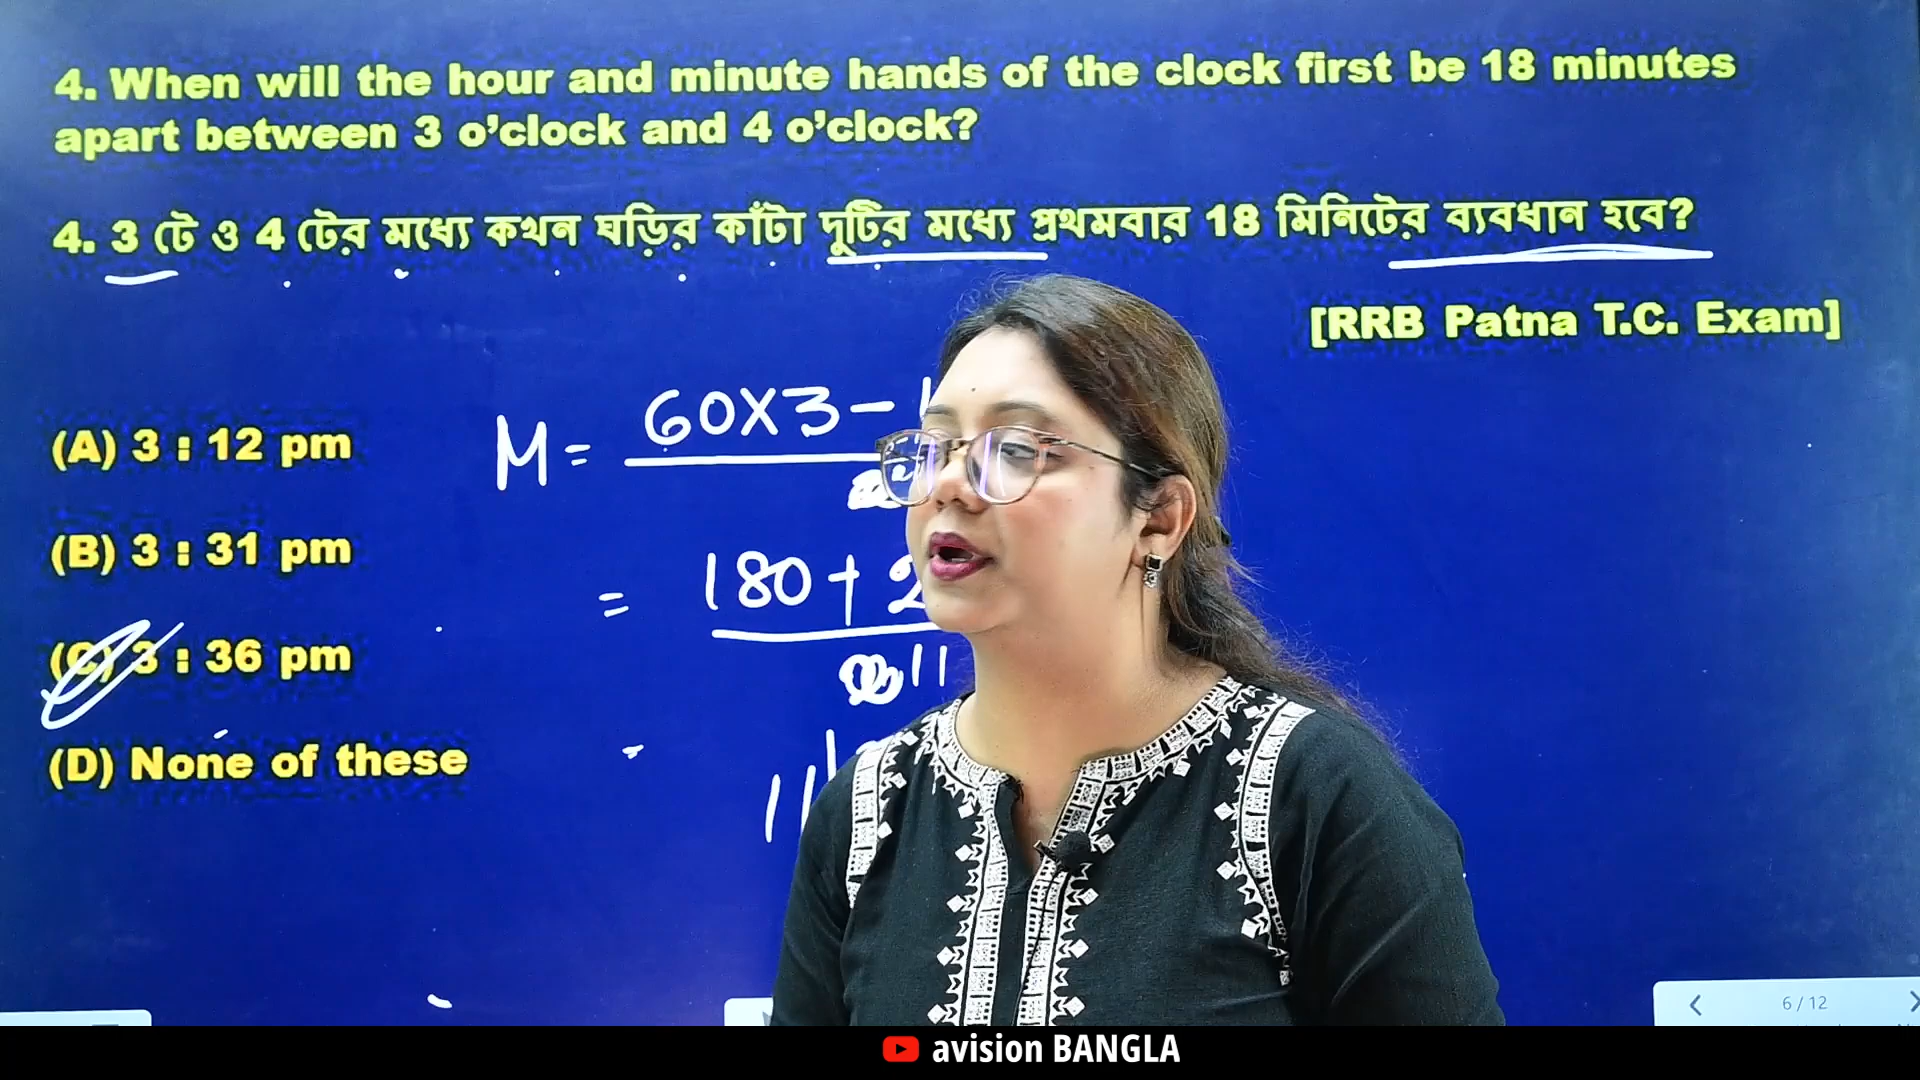 4. When will the hour and minute hands of the clock first be 18 minutes
apart between 3 o’clock and 4 o’clock?
4. 3 টে ও 4 টের মধ্যে কখন ঘড়ির কাঁটা দুটির মধ্যে প্রথমবার 18 মিনিটের ব্যবধান হবে?
[RRB Patna T.C. Exam]
(A) 3 : 12 pm
(B) 3 : 31 pm
(C) 3 : 36 pm
(D) None of these
M = 60X3 -
= 180 + 2
11
11
6 / 12
avision BANGLA